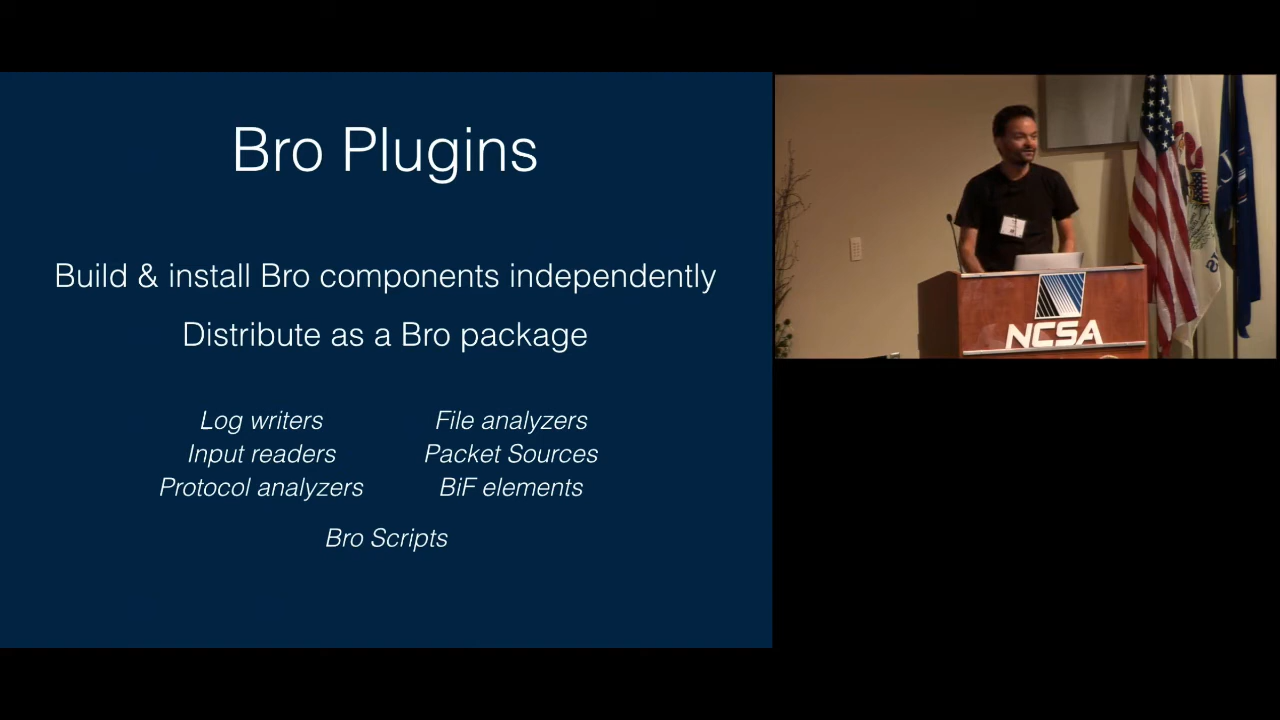 Bro Plugins
Build & install Bro components independently
Distribute as a Bro package
Log writers
File analyzers
Input readers
Packet Sources
Protocol analyzers
BiF elements
Bro Scripts
NCSA